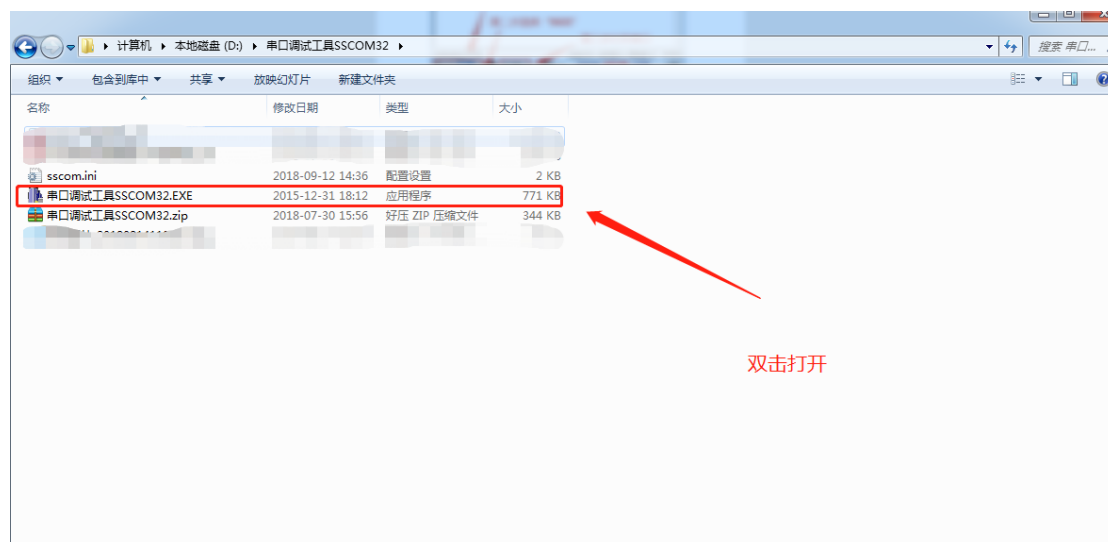 计算机 本地磁盘 (D:) 串口调试工具SSCOM32
搜索 串口...
组织 包含到库中 共享 放映幻灯片 新建文件夹
名称 修改日期 类型 大小
sscom.ini 2018-09-12 14:36 配置设置 2 KB
串口调试工具SSCOM32.EXE 2015-12-31 18:12 应用程序 771 KB
串口调试工具SSCOM32.zip 2018-07-30 15:56 好压 ZIP 压缩文件 344 KB
双击打开